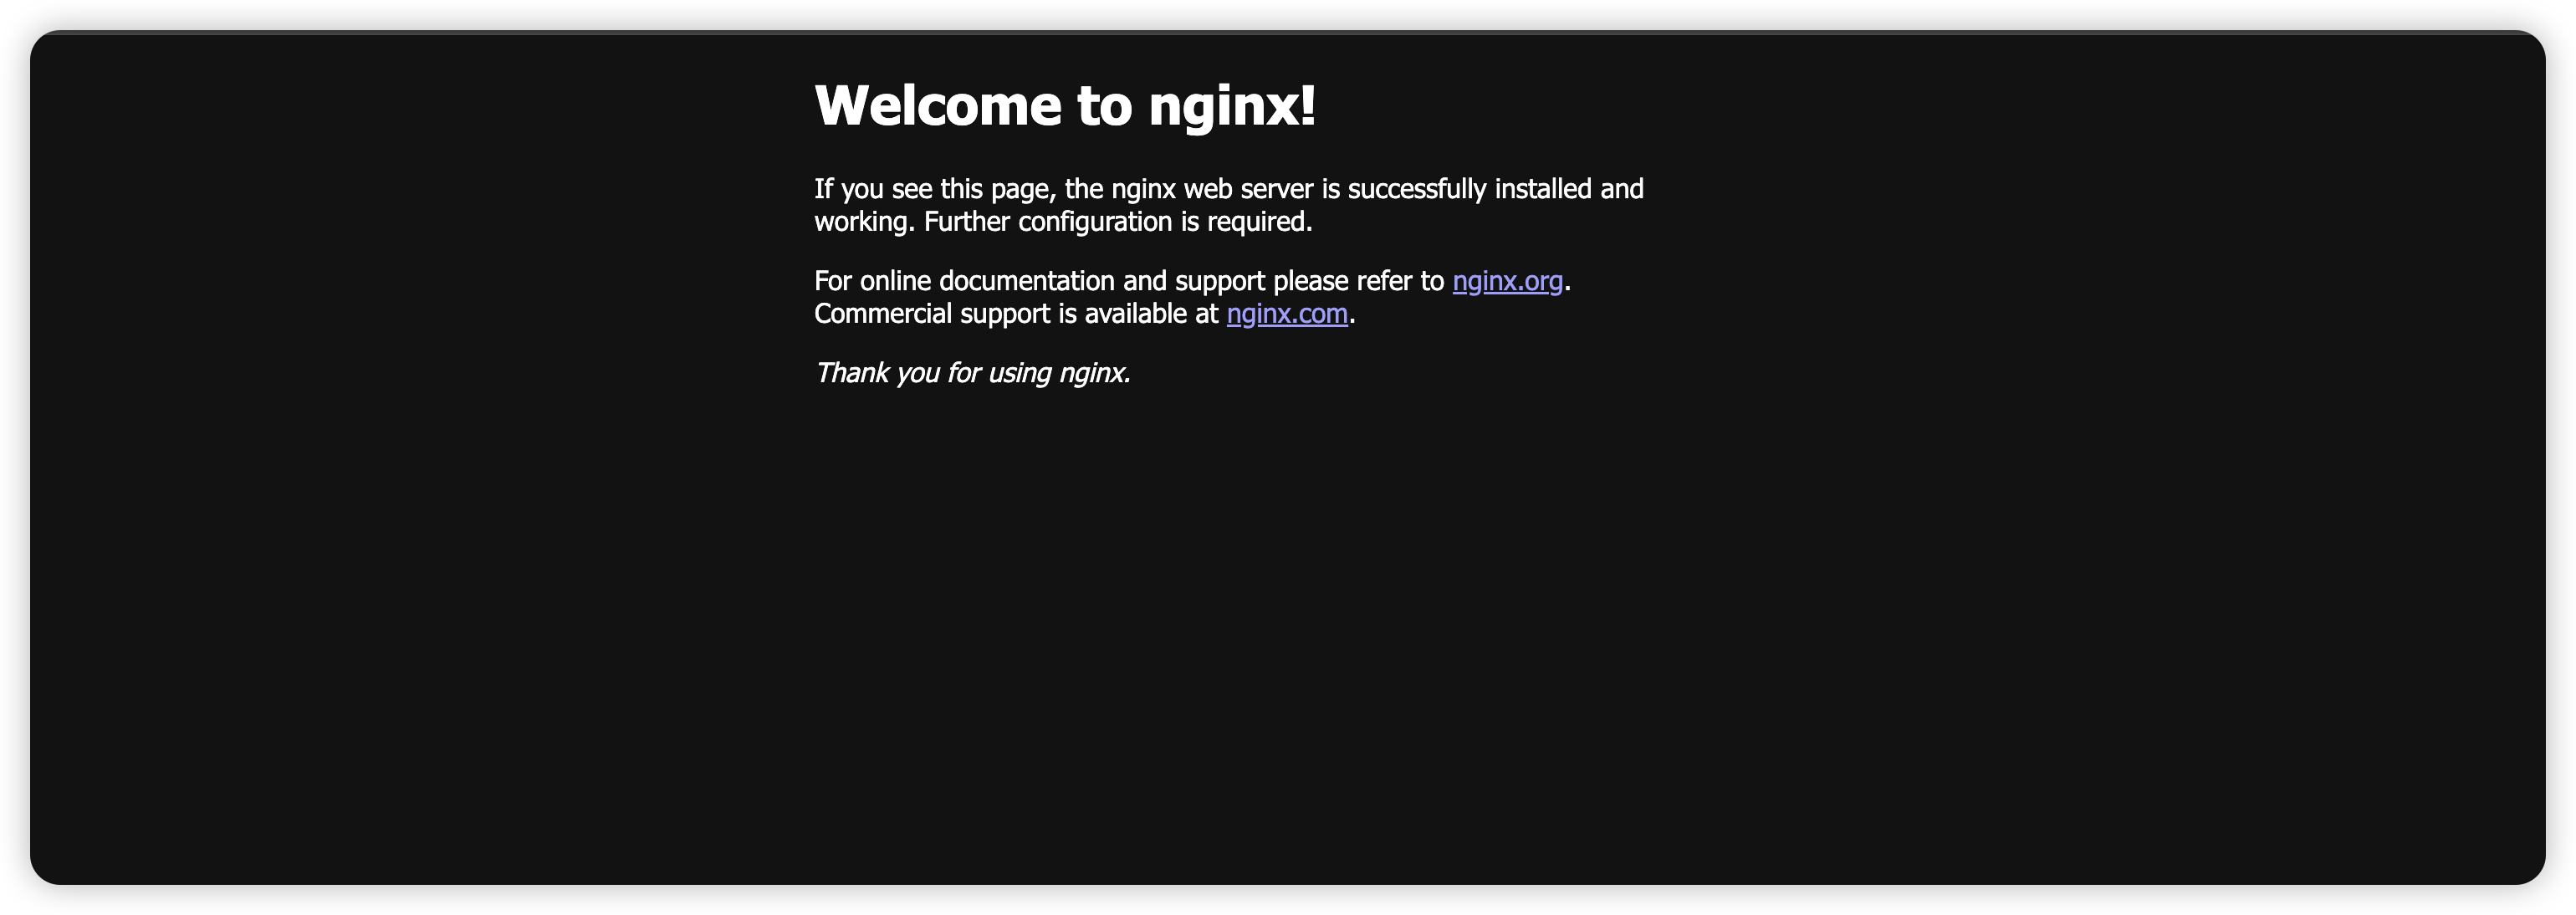 Welcome to nginx!
If you see this page, the nginx web server is successfully installed and
working. Further configuration is required.
For online documentation and support please refer to nginx.org.
Commercial support is available at nginx.com.
Thank you for using nginx.